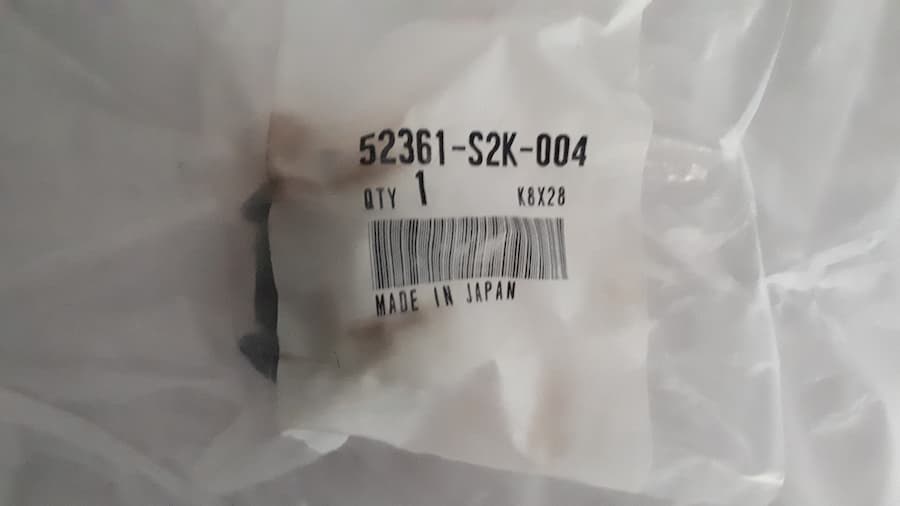 52361-S2K-004
QTY 1 K8X28
MADE IN JAPAN